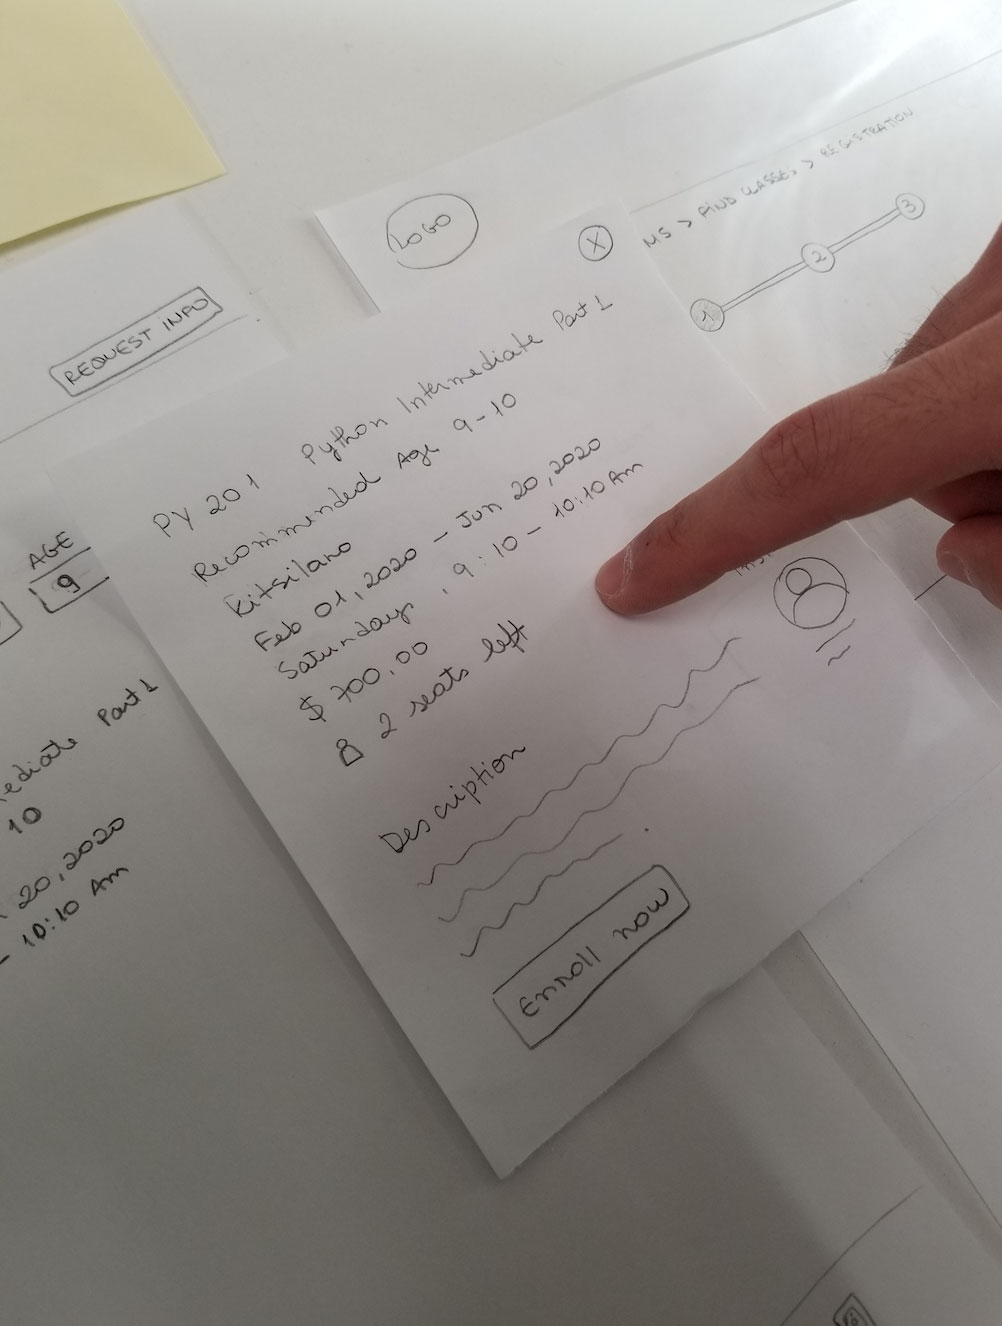 LOGO
X
> FIND CLASSES > REGISTRATION
1 2 3
REQUEST INFO
PY 201 Python Intermediate Part 1
Recommended Age 9-10
Kitsilano
Feb 01, 2020 - Jun 20, 2020
Saturday, 9:10 - 10:10 Am
$ 700,00
2 seats left
Description
Enroll now
AGE
9
ediate Part 1
10
20, 2020
- 10:10 Am